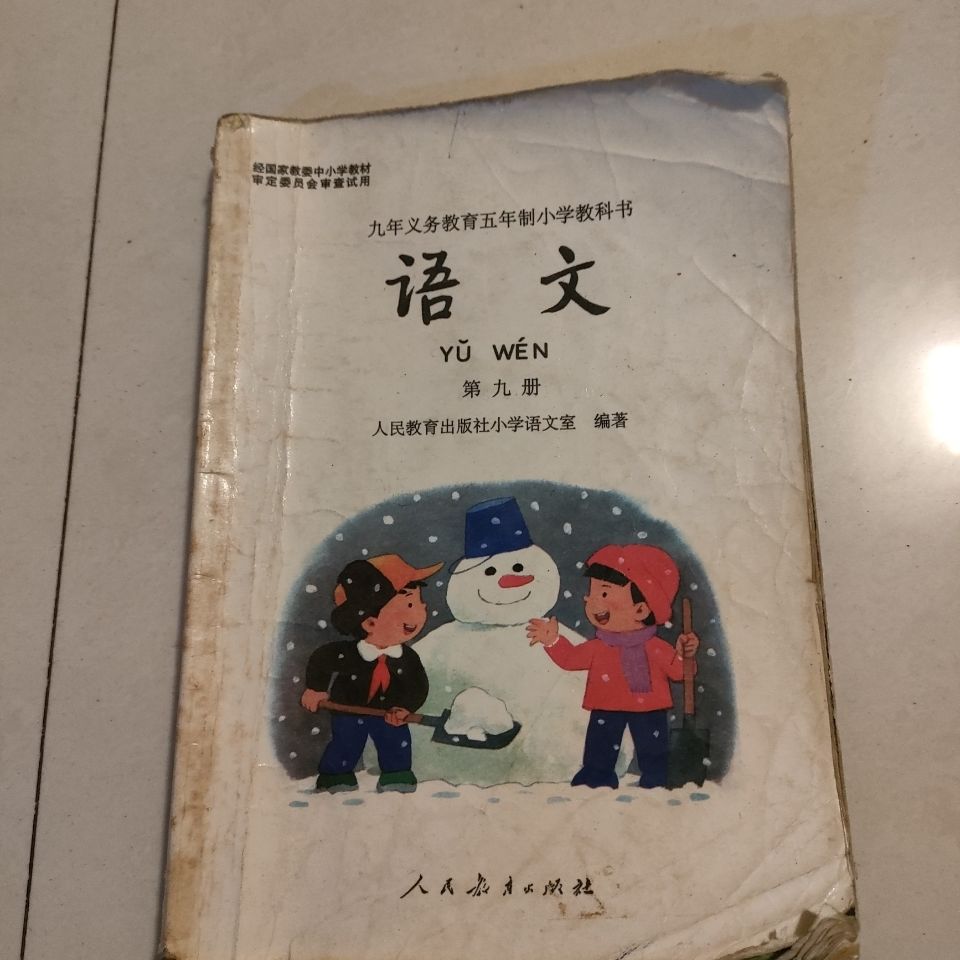 经国家教委中小学教材
审定委员会审查试用
九年义务教育五年制小学教科书
语 文
YǓ WÉN
第九册
人民教育出版社小学语文室 编著
人民教育出版社